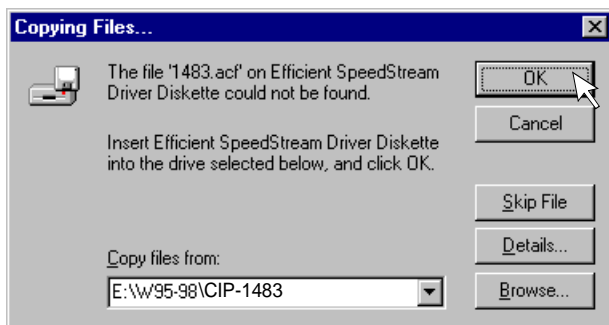 Copying Files...
The file '1483.acf' on Efficient SpeedStream
Driver Diskette could not be found.
Insert Efficient SpeedStream Driver Diskette
into the drive selected below, and click OK.
Copy files from:
E:\W95-98\CIP-1483
OK
Cancel
Skip File
Details...
Browse...